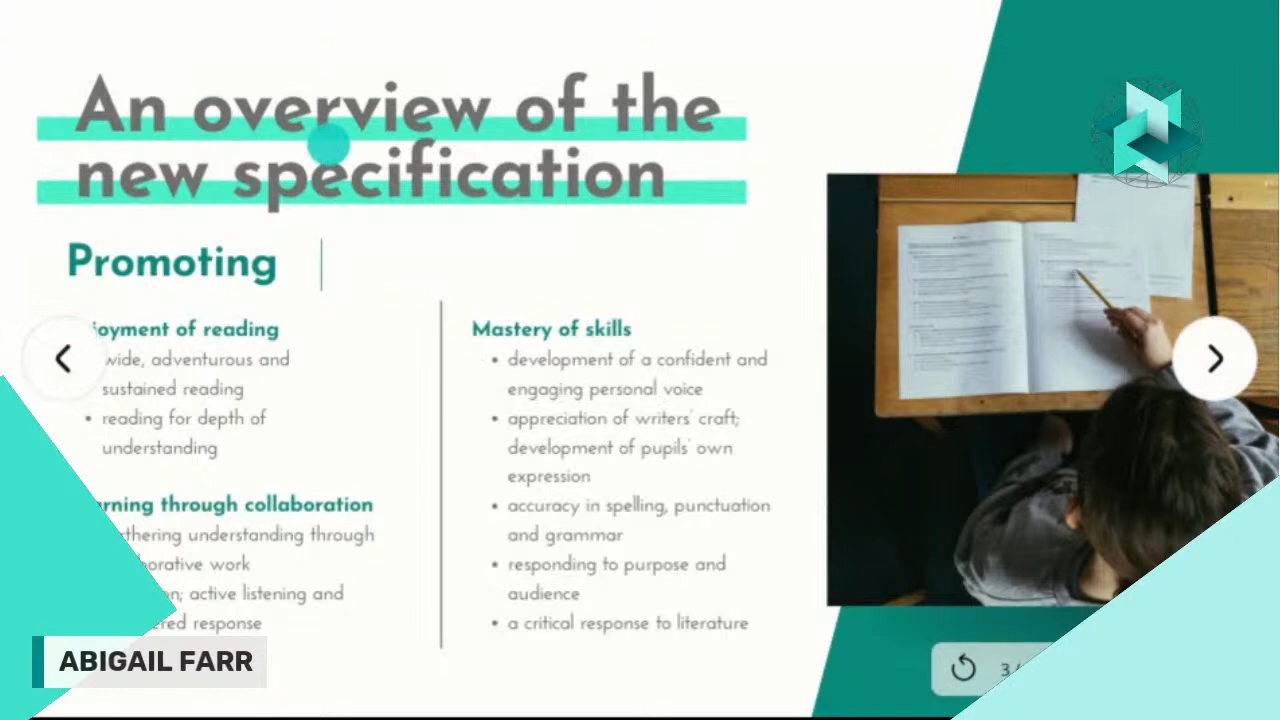 An overview of the
new specification
Promoting
joyment of reading
wide, adventurous and
sustained reading
• reading for depth of
understanding
rning through collaboration
thering understanding through
borative work
on; active listening and
ered response
Mastery of skills
• development of a confident and
engaging personal voice
• appreciation of writers' craft;
development of pupils' own
expression
• accuracy in spelling, punctuation
and grammar
• responding to purpose and
audience
• a critical response to literature
3
ABIGAIL FARR